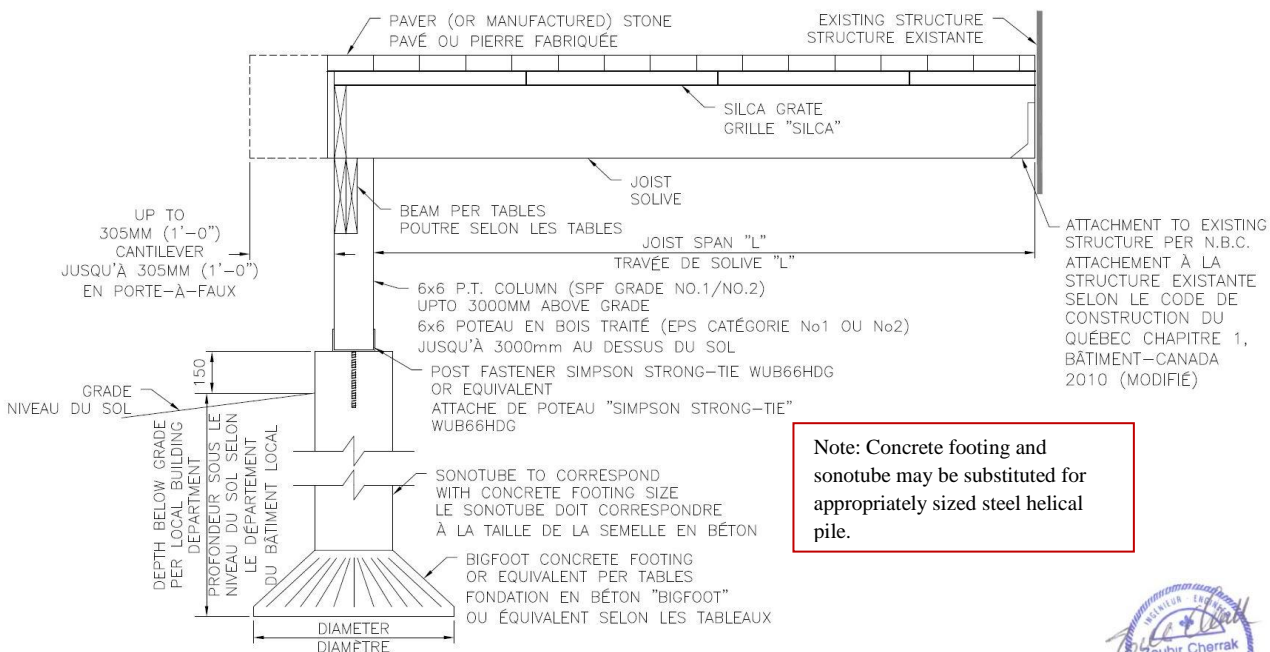 PAVER (OR MANUFACTURED) STONE
PAVÉ OU PIERRE FABRIQUÉE
EXISTING STRUCTURE
STRUCTURE EXISTANTE
SILCA GRATE
GRILLE "SILCA"
JOIST
SOLIVE
BEAM PER TABLES
POUTRE SELON LES TABLES
UP TO
305MM (1'-0")
CANTILEVER
JUSQU'À 305MM (1'-0")
EN PORTE-À-FAUX
JOIST SPAN "L"
TRAVÉE DE SOLIVE "L"
ATTACHMENT TO EXISTING
STRUCTURE PER N.B.C.
ATTACHEMENT À LA
STRUCTURE EXISTANTE
SELON LE CODE DE
CONSTRUCTION DU
QUÉBEC CHAPITRE 1,
BÂTIMENT-CANADA
2010 (MODIFIÉ)
6x6 P.T. COLUMN (SPF GRADE NO.1/NO.2)
UPTO 3000MM ABOVE GRADE
6x6 POTEAU EN BOIS TRAITÉ (EPS CATÉGORIE No1 OU No2)
JUSQU'À 3000mm AU DESSUS DU SOL
150
GRADE
NIVEAU DU SOL
POST FASTENER SIMPSON STRONG-TIE WUB66HDG
OR EQUIVALENT
ATTACHE DE POTEAU "SIMPSON STRONG-TIE"
WUB66HDG
DEPTH BELOW GRADE
PER LOCAL BUILDING
DEPARTMENT
PROFONDEUR SOUS LE
NIVEAU DU SOL SELON
LE DÉPARTEMENT
DU BÂTIMENT LOCAL
SONOTUBE TO CORRESPOND
WITH CONCRETE FOOTING SIZE
LE SONOTUBE DOIT CORRESPONDRE
À LA TAILLE DE LA SEMELLE EN BÉTON
BIGFOOT CONCRETE FOOTING
OR EQUIVALENT PER TABLES
FONDATION EN BÉTON "BIGFOOT"
OU ÉQUIVALENT SELON LES TABLEAUX
DIAMETER
DIAMÈTRE
Note: Concrete footing and
sonotube may be substituted for
appropriately sized steel helical
pile.
INGÉNIEUR - ENGINEER
Cherrak